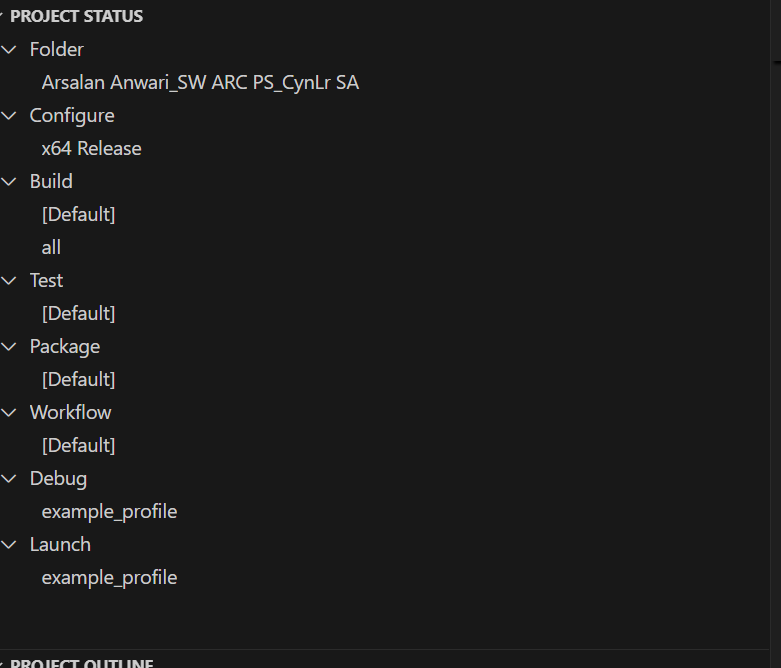 PROJECT STATUS
Folder
Arsalan Anwari_SW ARC PS_CynLr SA
Configure
x64 Release
Build
[Default]
all
Test
[Default]
Package
[Default]
Workflow
[Default]
Debug
example_profile
Launch
example_profile
PROJECT OUTLINE